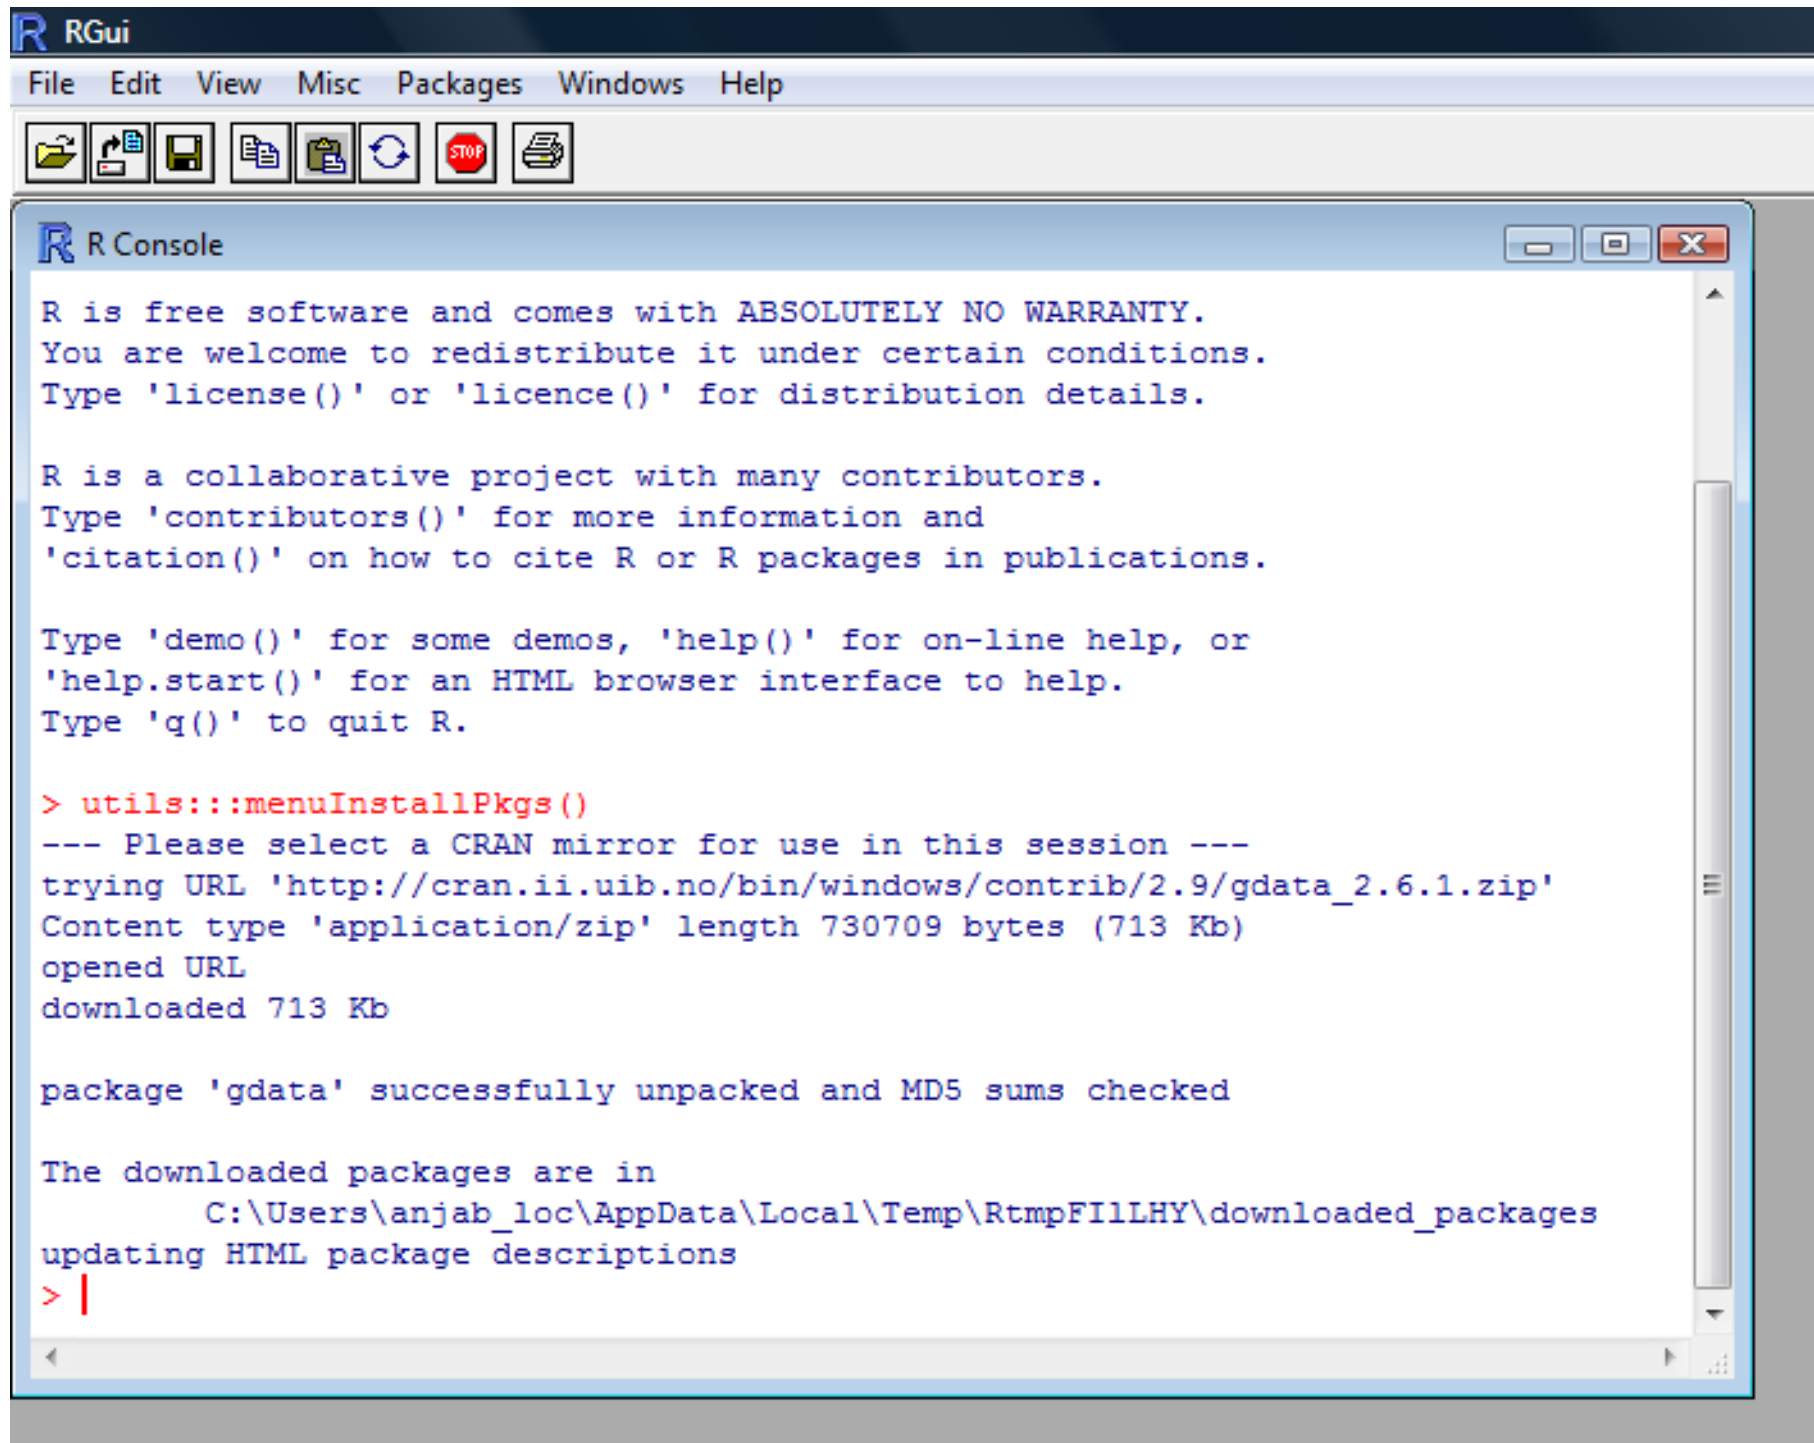 RGui
File Edit View Misc Packages Windows Help
STOP
R Console
R is free software and comes with ABSOLUTELY NO WARRANTY.
You are welcome to redistribute it under certain conditions.
Type 'license()' or 'licence()' for distribution details.
R is a collaborative project with many contributors.
Type 'contributors()' for more information and
'citation()' on how to cite R or R packages in publications.
Type 'demo()' for some demos, 'help()' for on-line help, or
'help.start()' for an HTML browser interface to help.
Type 'q()' to quit R.
> utils:::menuInstallPkgs()
--- Please select a CRAN mirror for use in this session ---
trying URL 'http://cran.ii.uib.no/bin/windows/contrib/2.9/gdata_2.6.1.zip'
Content type 'application/zip' length 730709 bytes (713 Kb)
opened URL
downloaded 713 Kb
package 'gdata' successfully unpacked and MD5 sums checked
The downloaded packages are in
C:\Users\anjab_loc\AppData\Local\Temp\RtmpFIlLHY\downloaded_packages
updating HTML package descriptions
>